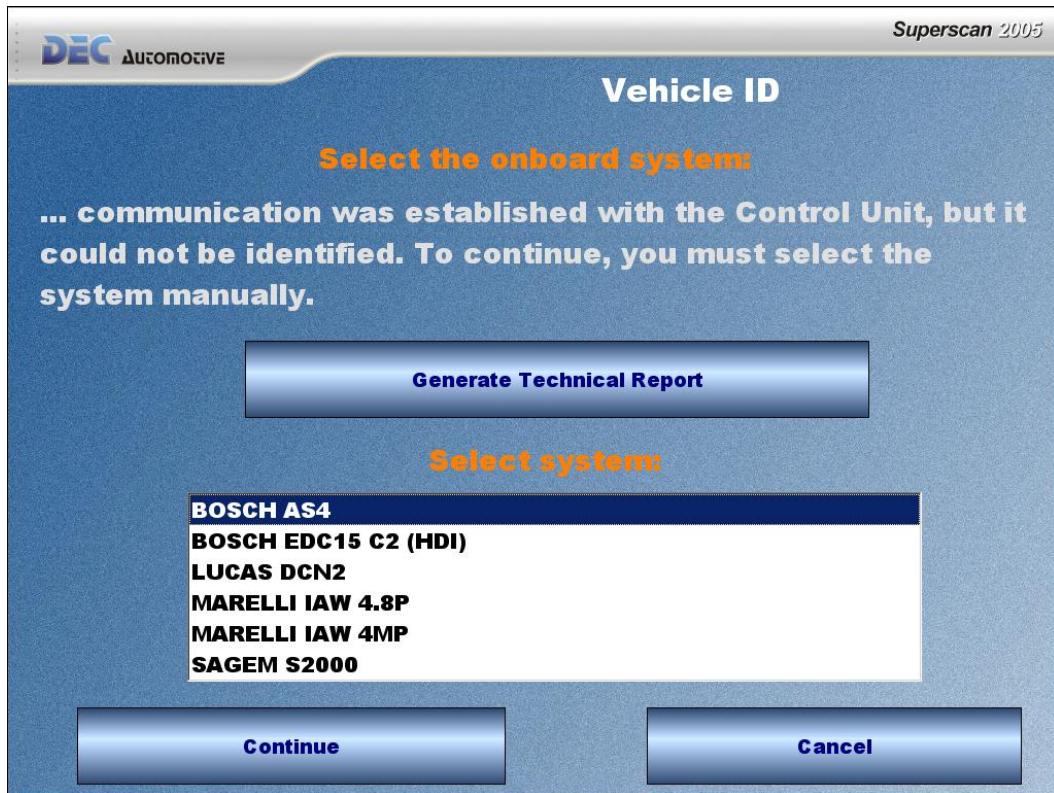 DEC Automotive
Superscan 2005
Vehicle ID
Select the onboard system:
... communication was established with the Control Unit, but it
could not be identified. To continue, you must select the
system manually.
Generate Technical Report
Select system:
BOSCH AS4
BOSCH EDC15 C2 (HDI)
LUCAS DCN2
MARELLI IAW 4.8P
MARELLI IAW 4MP
SAGEM S2000
Continue
Cancel